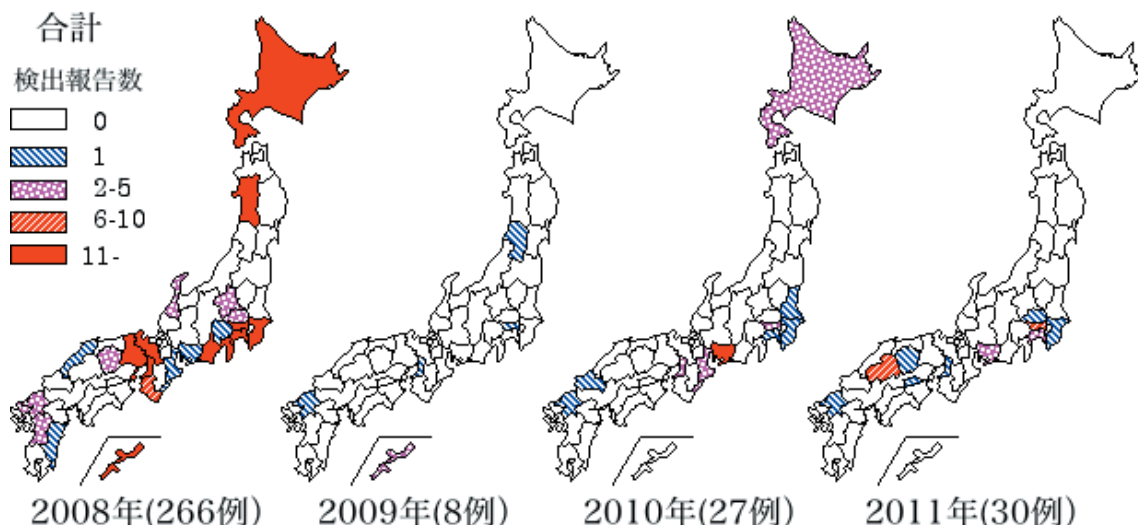 合計
検出報告数
0
1
2-5
6-10
11-
2008年(266例)
2009年(8例)
2010年(27例)
2011年(30例)